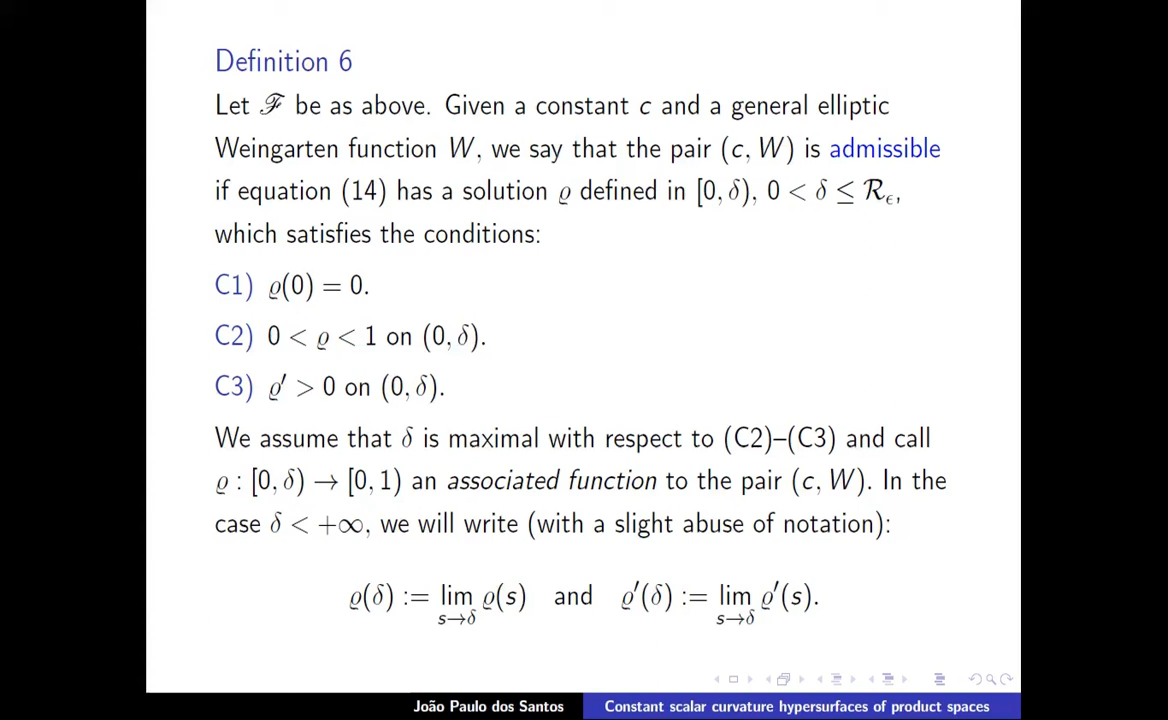 Definition 6
Let ℱ be as above. Given a constant c and a general elliptic
Weingarten function W, we say that the pair (c, W) is admissible
if equation (14) has a solution ϱ defined in [0, δ), 0 < δ ≤ ℛ_ϵ,
which satisfies the conditions:
C1) ϱ(0) = 0.
C2) 0 < ϱ < 1 on (0, δ).
C3) ϱ′ > 0 on (0, δ).
We assume that δ is maximal with respect to (C2)–(C3) and call
ϱ : [0, δ) → [0, 1) an associated function to the pair (c, W). In the
case δ < +∞, we will write (with a slight abuse of notation):
ϱ(δ) := lim_{s→δ} ϱ(s) and ϱ′(δ) := lim_{s→δ} ϱ′(s).
João Paulo dos Santos Constant scalar curvature hypersurfaces of product spaces